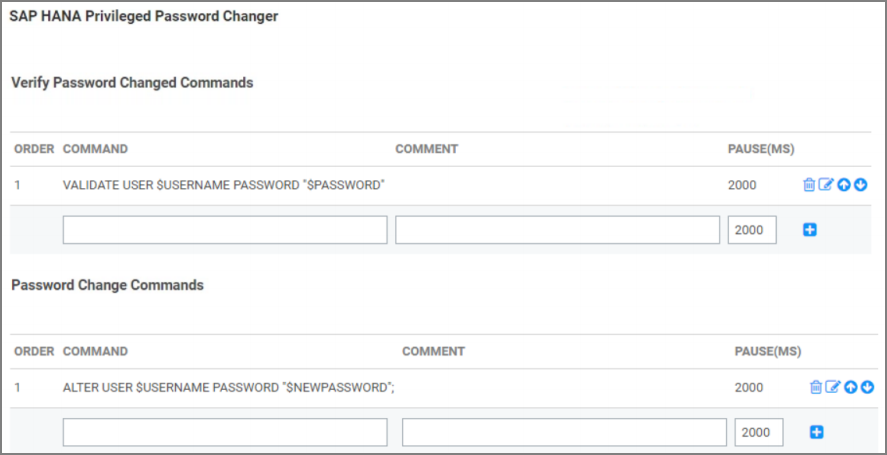 SAP HANA Privileged Password Changer
Verify Password Changed Commands
ORDER COMMAND COMMENT PAUSE(MS)
1 VALIDATE USER $USERNAME PASSWORD "$PASSWORD" 2000
2000
Password Change Commands
ORDER COMMAND COMMENT PAUSE(MS)
1 ALTER USER $USERNAME PASSWORD "$NEWPASSWORD"; 2000
2000